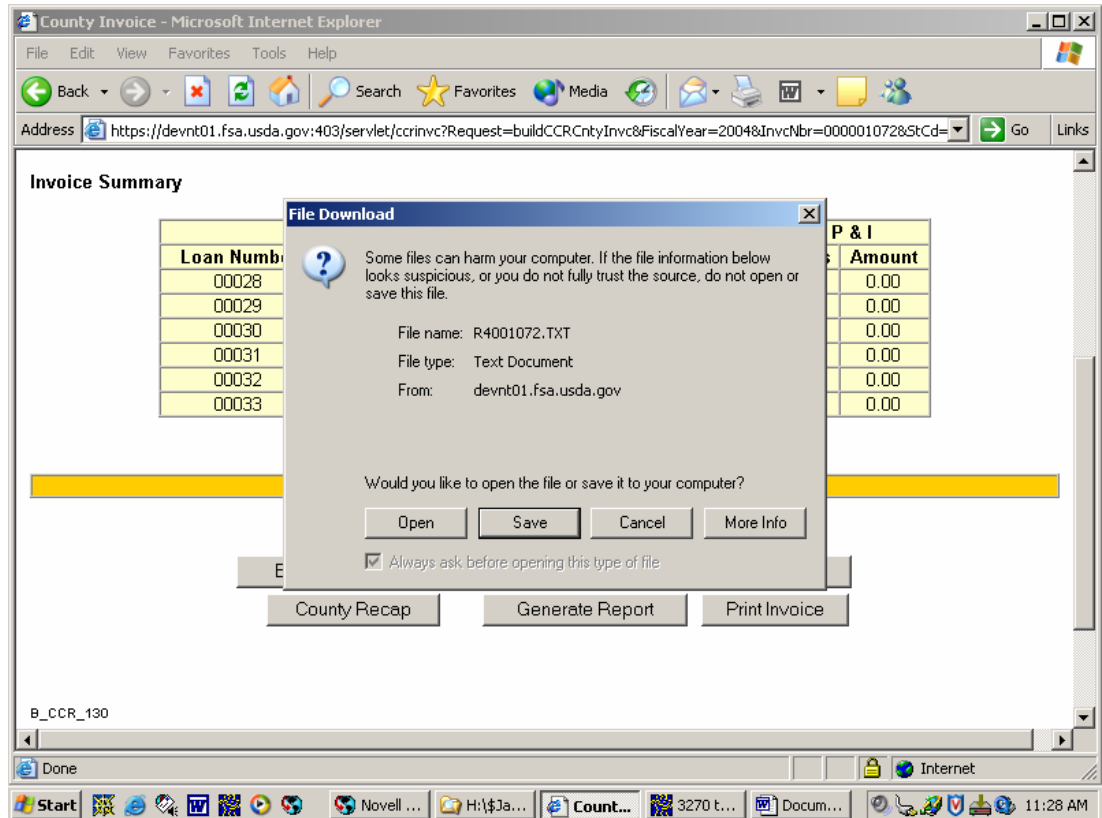 County Invoice - Microsoft Internet Explorer
File Edit View Favorites Tools Help
Back Search Favorites Media
Address https://devnt01.fsa.usda.gov:403/servlet/ccrinvc?Request=buildCCRCntyInvc&FiscalYear=2004&InvcNbr=000001072&StCd= Go Links
Invoice Summary
P & I
Loan Numb Amount
00028 0.00
00029 0.00
00030 0.00
00031 0.00
00032 0.00
00033 0.00
File Download
Some files can harm your computer. If the file information below
looks suspicious, or you do not fully trust the source, do not open or
save this file.
File name: R4001072.TXT
File type: Text Document
From: devnt01.fsa.usda.gov
Would you like to open the file or save it to your computer?
Open Save Cancel More Info
Always ask before opening this type of file
County Recap Generate Report Print Invoice
B_CCR_130
Done Internet
Start Novell ... H:\$Ja... Count... 3270 t... Docum... 11:28 AM